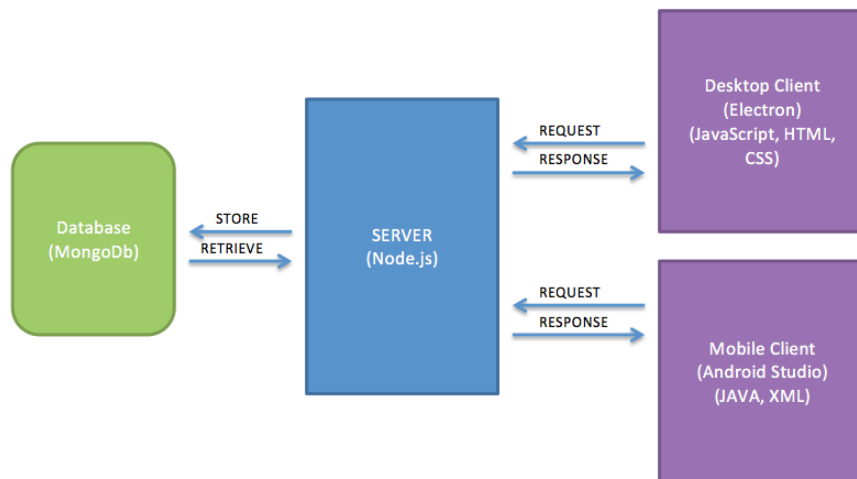 Database
(MongoDb)
STORE
RETRIEVE
SERVER
(Node.js)
REQUEST
RESPONSE
REQUEST
RESPONSE
Desktop Client
(Electron)
(JavaScript, HTML,
CSS)
Mobile Client
(Android Studio)
(JAVA, XML)